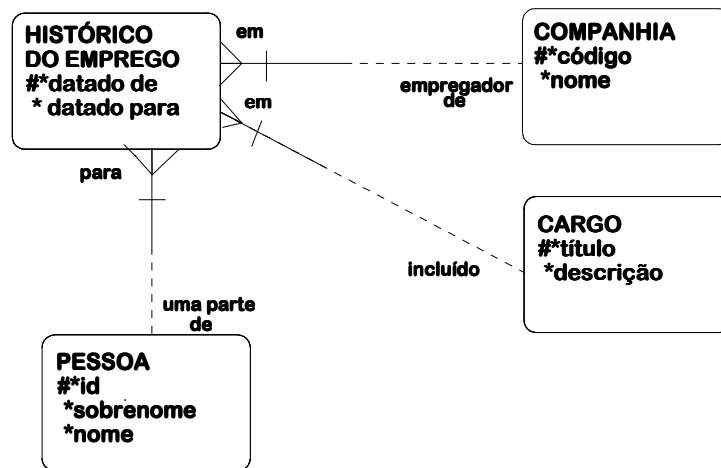 HISTÓRICO
DO EMPREGO
#*datado de
* datado para
em
em
para
COMPANHIA
#*código
*nome
empregador
de
CARGO
#*título
*descrição
incluído
uma parte
de
PESSOA
#*id
*sobrenome
*nome